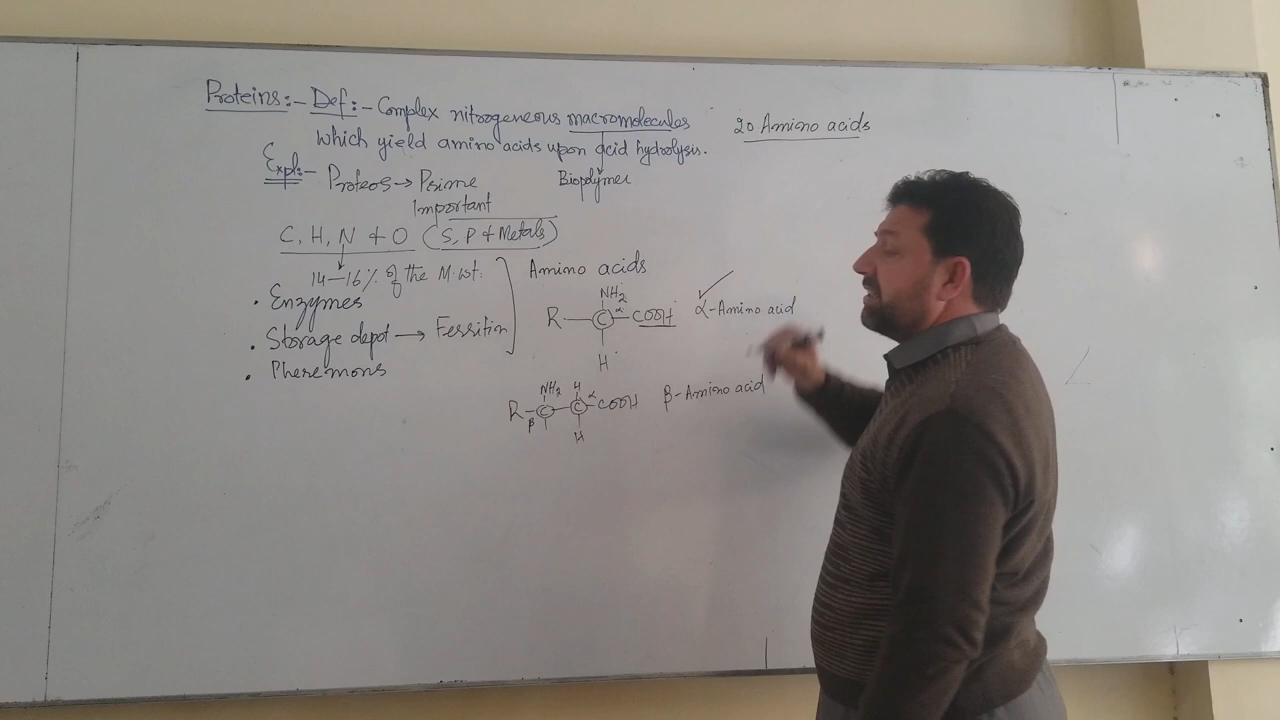 Proteins:- Def:- Complex nitrogeneous macromolecules
which yield amino acids upon acid hydrolysis.
20 Amino acids
Expl:- Proteos → Prime
Important
Biopolymer
C, H, N & O (S, P & Metals)
14-16% of the M.wt:
• Enzymes
• Storage depot → Ferritin
• Pheremons
Amino acids
NH2
R - C α - COOH α-Amino acid
H
NH2 H
R - C - C α - COOH β-Amino acid
β H